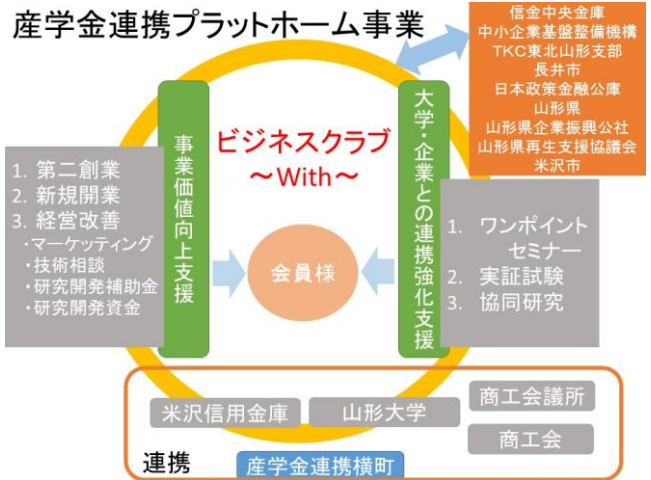 産学金連携プラットホーム事業
信金中央金庫
中小企業基盤整備機構
TKC東北山形支部
長井市
日本政策金融公庫
山形県
山形県企業振興公社
山形県再生支援協議会
米沢市
ビジネスクラブ
～With～
事業価値向上支援
大学・企業との連携強化支援
1. 第二創業
2. 新規開業
3. 経営改善
・マーケッティング
・技術相談
・研究開発補助金
・研究開発資金
会員様
1. ワンポイント
セミナー
2. 実証試験
3. 協同研究
米沢信用金庫
山形大学
商工会議所
商工会
連携
産学金連携横町